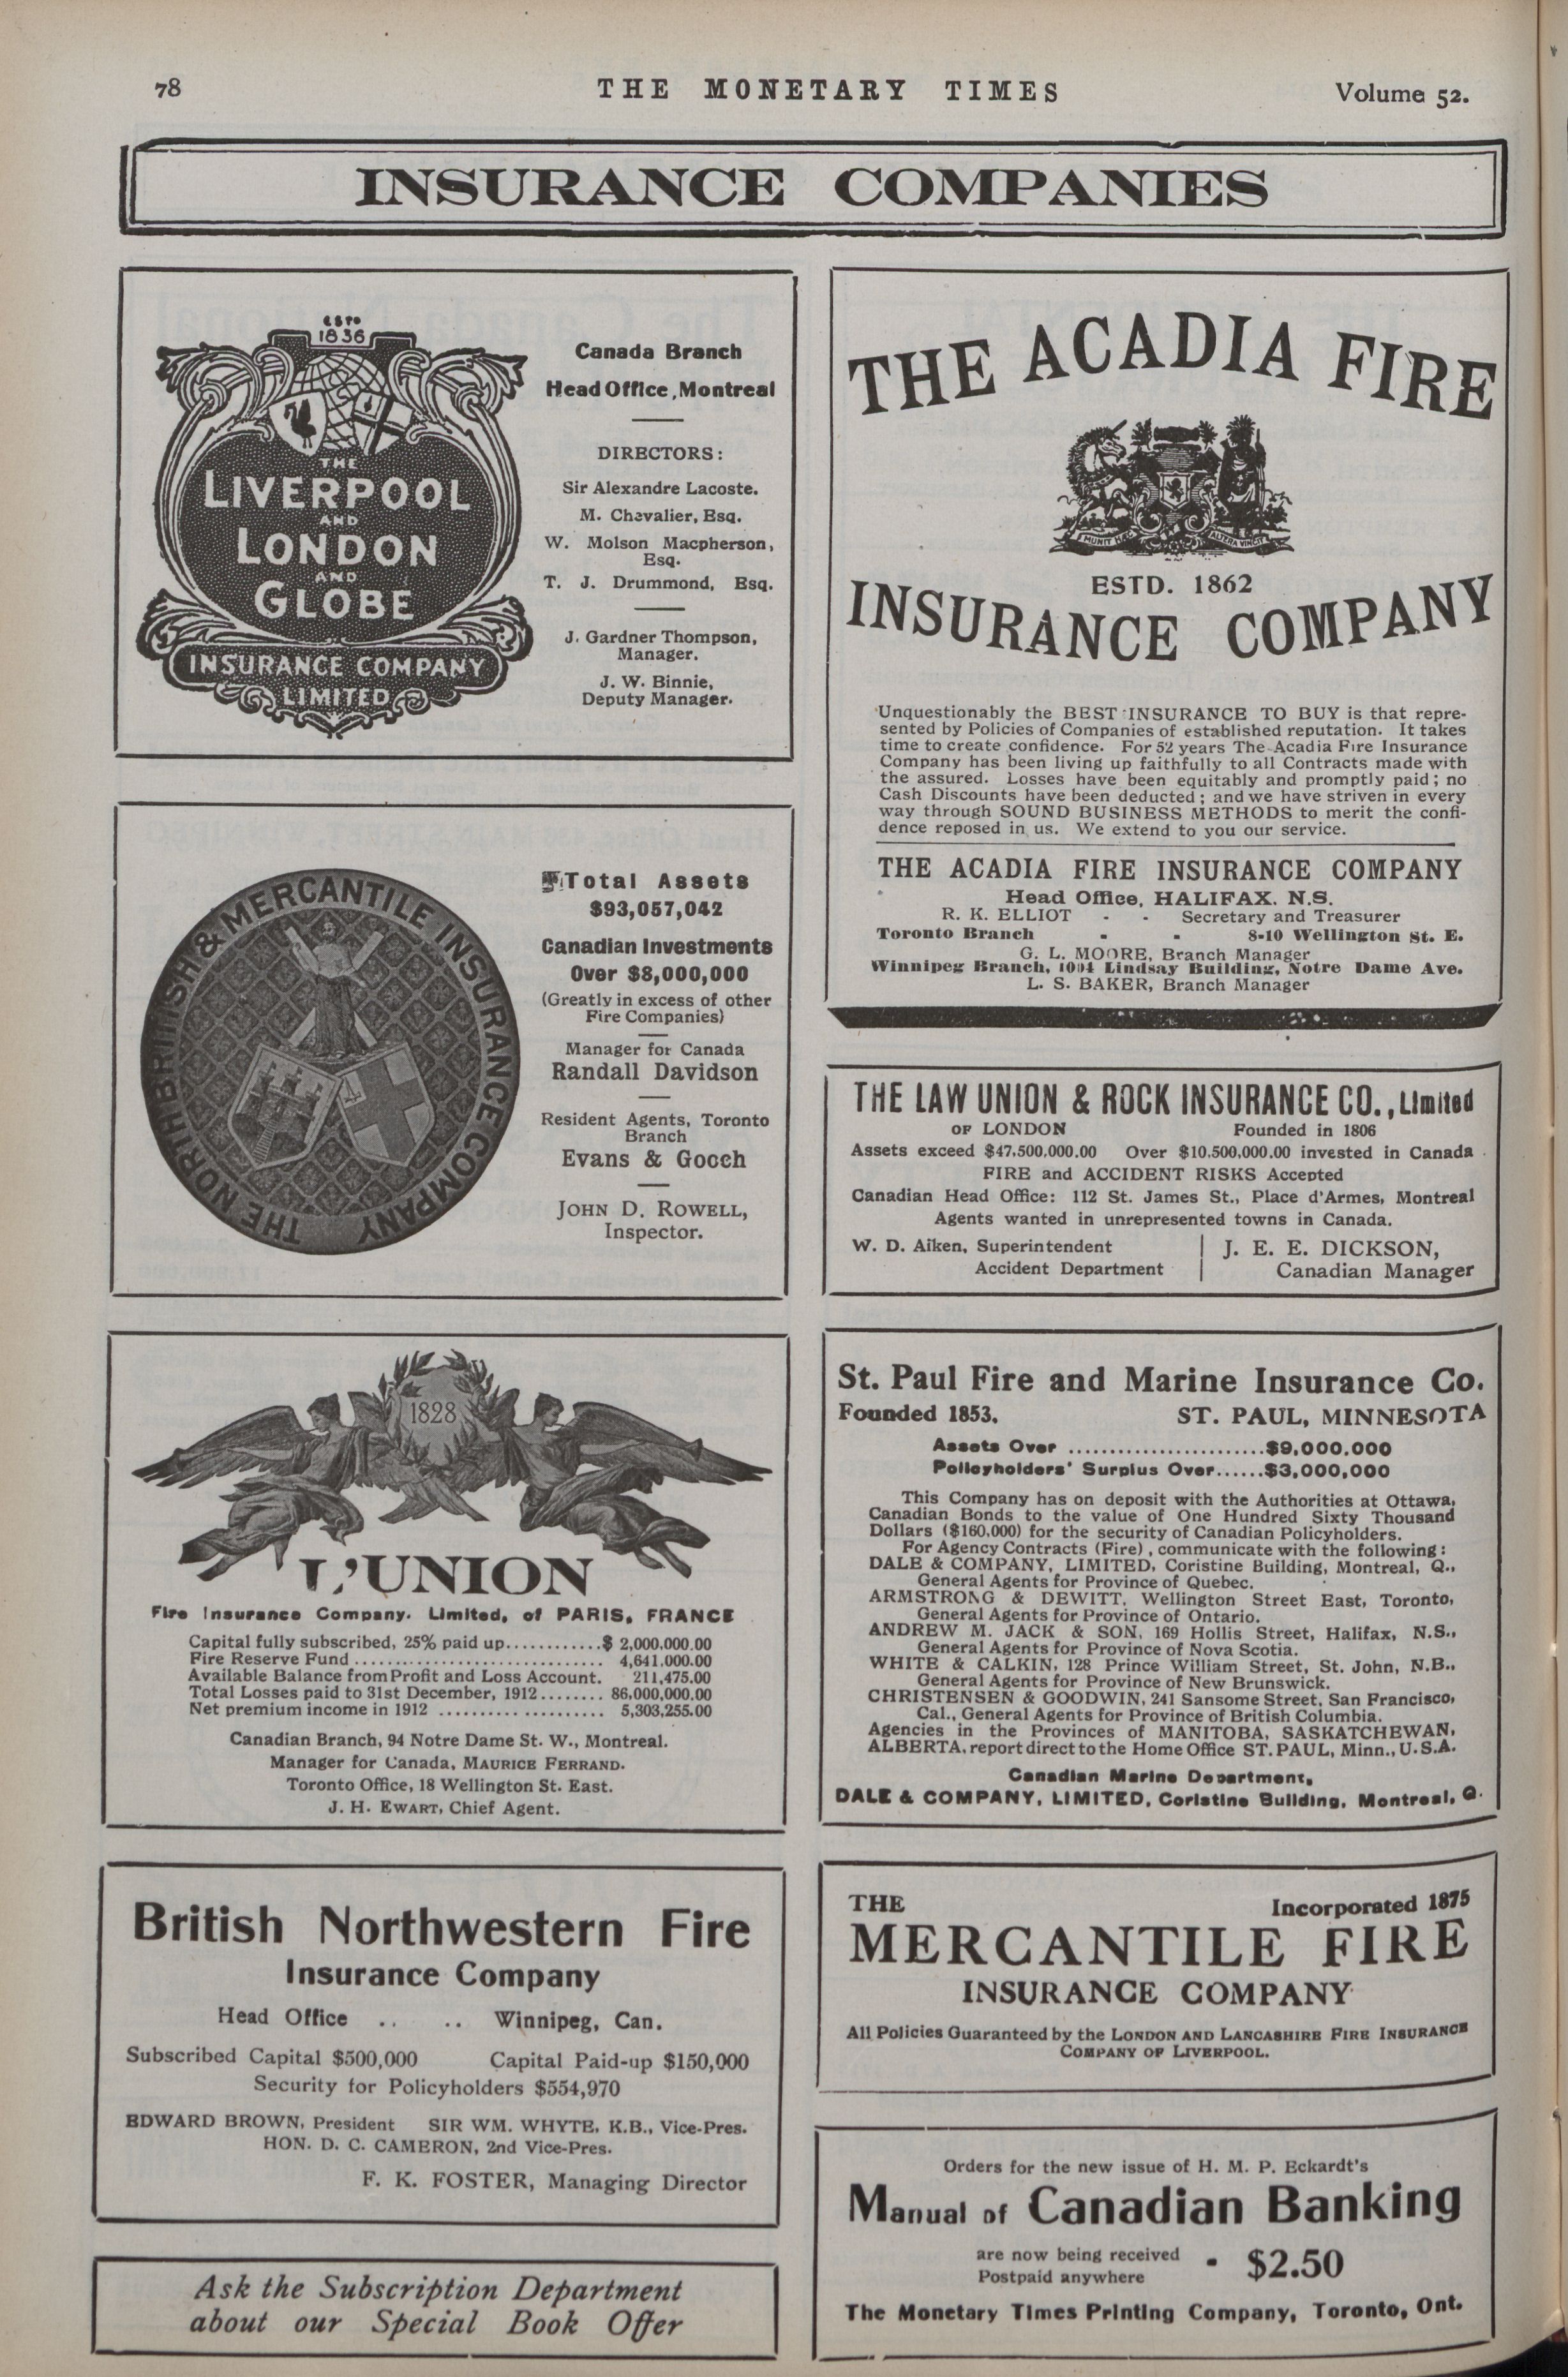 78
THE MONETARY TIMES
Volume 52.
INSURANCE COMPANIES
ESTD
1836
THE
LIVERPOOL
AND
LONDON
AND
GLOBE
INSURANCE COMPANY
LIMITED
Canada Branch
Head Office, Montreal
DIRECTORS:
Sir Alexandre Lacoste.
M. Chevalier, Esq.
W. Molson Macpherson,
Esq.
T. J. Drummond, Esq.
J. Gardner Thompson,
Manager.
J. W. Binnie,
Deputy Manager.
THE NORTH BRITISH & MERCANTILE INSURANCE COMPANY
Total Assets
$93,057,042
Canadian Investments
Over $8,000,000
(Greatly in excess of other
Fire Companies)
Manager for Canada
Randall Davidson
Resident Agents, Toronto
Branch
Evans & Gooch
JOHN D. ROWELL,
Inspector.
1828
L'UNION
Fire Insurance Company. Limited, of PARIS, FRANCE
Capital fully subscribed, 25% paid up............$ 2,000.000.00
Fire Reserve Fund .............................. 4,641.000.00
Available Balance from Profit and Loss Account. 211,475.00
Total Losses paid to 31st December, 1912........ 86,000,000.00
Net premium income in 1912 .................... 5,303,255.00
Canadian Branch, 94 Notre Dame St. W., Montreal.
Manager for Canada, MAURICE FERRAND.
Toronto Office, 18 Wellington St. East.
J. H. EWART, Chief Agent.
British Northwestern Fire
Insurance Company
Head Office .. .. Winnipeg, Can.
Subscribed Capital $500,000 Capital Paid-up $150,000
Security for Policyholders $554,970
EDWARD BROWN, President SIR WM. WHYTE, K.B., Vice-Pres.
HON. D. C. CAMERON, 2nd Vice-Pres.
F. K. FOSTER, Managing Director
Ask the Subscription Department
about our Special Book Offer
THE ACADIA FIRE
MUNIT HAEC ALTERA VINCIT
ESTD. 1862
INSURANCE COMPANY
Unquestionably the BEST INSURANCE TO BUY is that repre-
sented by Policies of Companies of established reputation. It takes
time to create confidence. For 52 years The Acadia Fire Insurance
Company has been living up faithfully to all Contracts made with
the assured. Losses have been equitably and promptly paid; no
Cash Discounts have been deducted; and we have striven in every
way through SOUND BUSINESS METHODS to merit the confi-
dence reposed in us. We extend to you our service.
THE ACADIA FIRE INSURANCE COMPANY
Head Office, HALIFAX, N.S.
R. K. ELLIOT - - Secretary and Treasurer
Toronto Branch - - 8-10 Wellington St. E.
G. L. MOORE, Branch Manager
Winnipeg Branch, 1004 Lindsay Building, Notre Dame Ave.
L. S. BAKER, Branch Manager
THE LAW UNION & ROCK INSURANCE CO., Limited
OF LONDON Founded in 1806
Assets exceed $47,500,000.00 Over $10,500,000.00 invested in Canada
FIRE and ACCIDENT RISKS Accepted
Canadian Head Office: 112 St. James St., Place d'Armes, Montreal
Agents wanted in unrepresented towns in Canada.
W. D. Aiken, Superintendent
Accident Department
J. E. E. DICKSON,
Canadian Manager
St. Paul Fire and Marine Insurance Co.
Founded 1853. ST. PAUL, MINNESOTA
Assets Over ........................$9,000,000
Policyholders' Surplus Over......$3,000,000
This Company has on deposit with the Authorities at Ottawa,
Canadian Bonds to the value of One Hundred Sixty Thousand
Dollars ($160,000) for the security of Canadian Policyholders.
For Agency Contracts (Fire), communicate with the following:
DALE & COMPANY, LIMITED, Coristine Building, Montreal, Q.,
General Agents for Province of Quebec.
ARMSTRONG & DEWITT, Wellington Street East, Toronto,
General Agents for Province of Ontario.
ANDREW M. JACK & SON, 169 Hollis Street, Halifax, N.S.,
General Agents for Province of Nova Scotia.
WHITE & CALKIN, 128 Prince William Street, St. John, N.B.,
General Agents for Province of New Brunswick.
CHRISTENSEN & GOODWIN, 241 Sansome Street, San Francisco,
Cal., General Agents for Province of British Columbia.
Agencies in the Provinces of MANITOBA, SASKATCHEWAN,
ALBERTA, report direct to the Home Office ST. PAUL, Minn., U.S.A.
Canadian Marine Department,
DALE & COMPANY, LIMITED, Coristine Building, Montreal, Q.
THE Incorporated 1875
MERCANTILE FIRE
INSURANCE COMPANY
All Policies Guaranteed by the LONDON AND LANCASHIRE FIRE INSURANCE
COMPANY OF LIVERPOOL.
Orders for the new issue of H. M. P. Eckardt's
Manual of Canadian Banking
are now being received
Postpaid anywhere - $2.50
The Monetary Times Printing Company, Toronto, Ont.